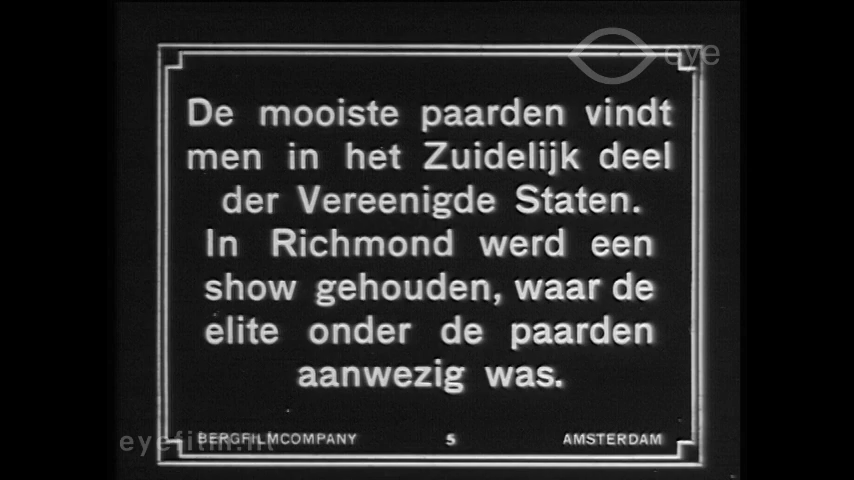 eye
De mooiste paarden vindt
men in het Zuidelijk deel
der Vereenigde Staten.
In Richmond werd een
show gehouden, waar de
elite onder de paarden
aanwezig was.
BERGFILMCOMPANY 5 AMSTERDAM
eyefilm.nl